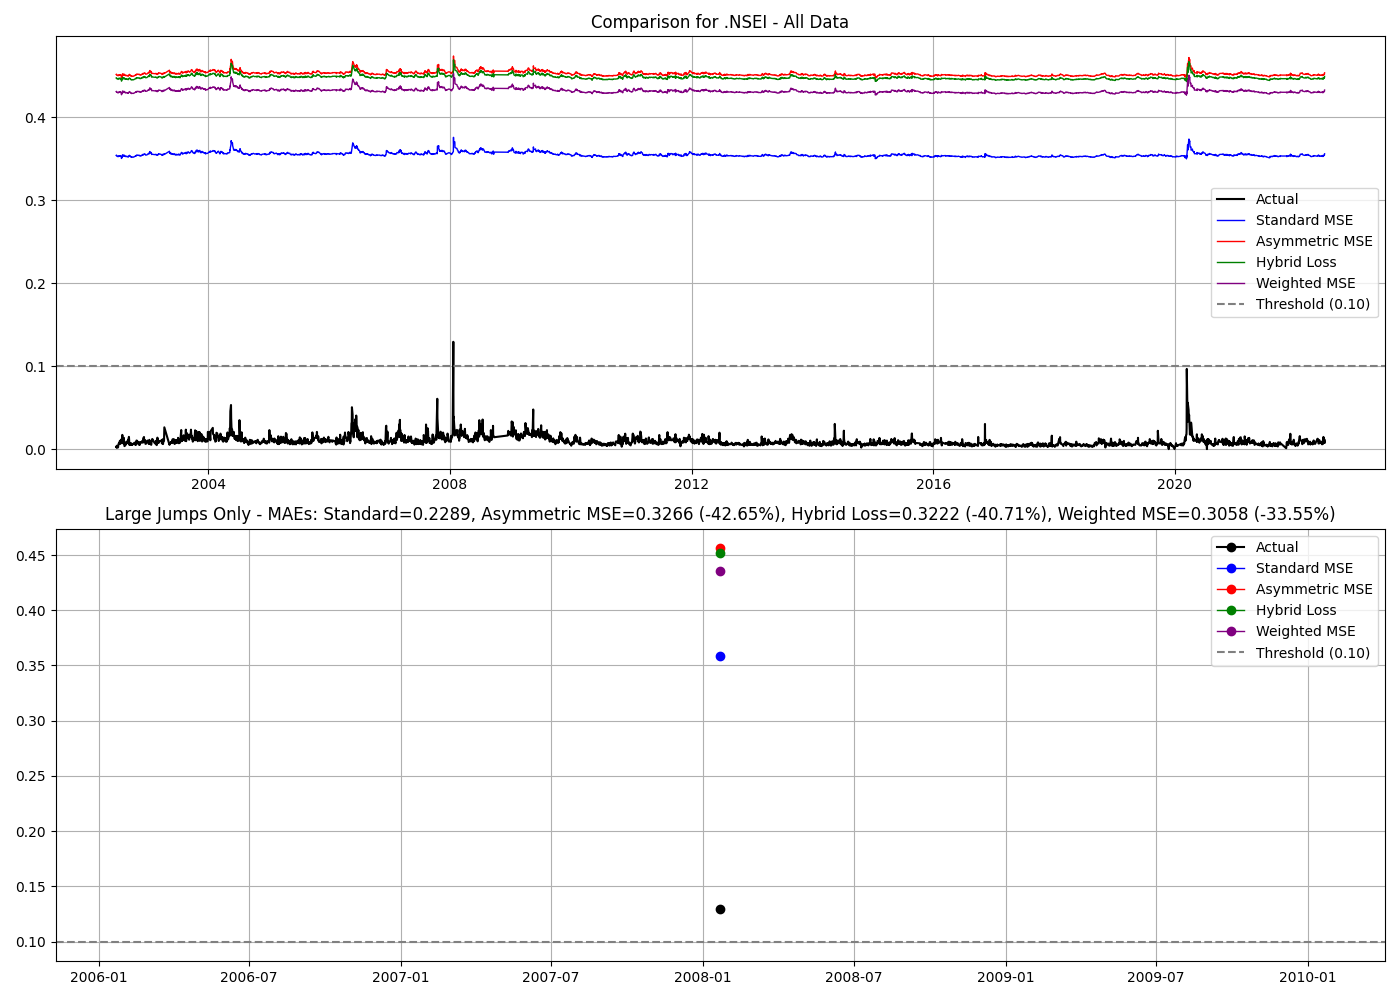 Comparison for .NSEI - All Data
0.4
0.3
0.2
0.1
0.0
Actual
Standard MSE
Asymmetric MSE
Hybrid Loss
Weighted MSE
Threshold (0.10)
2004 2008 2012 2016 2020
Large Jumps Only - MAEs: Standard=0.2289, Asymmetric MSE=0.3266 (-42.65%), Hybrid Loss=0.3222 (-40.71%), Weighted MSE=0.3058 (-33.55%)
0.45
0.40
0.35
0.30
0.25
0.20
0.15
0.10
Actual
Standard MSE
Asymmetric MSE
Hybrid Loss
Weighted MSE
Threshold (0.10)
2006-01 2006-07 2007-01 2007-07 2008-01 2008-07 2009-01 2009-07 2010-01